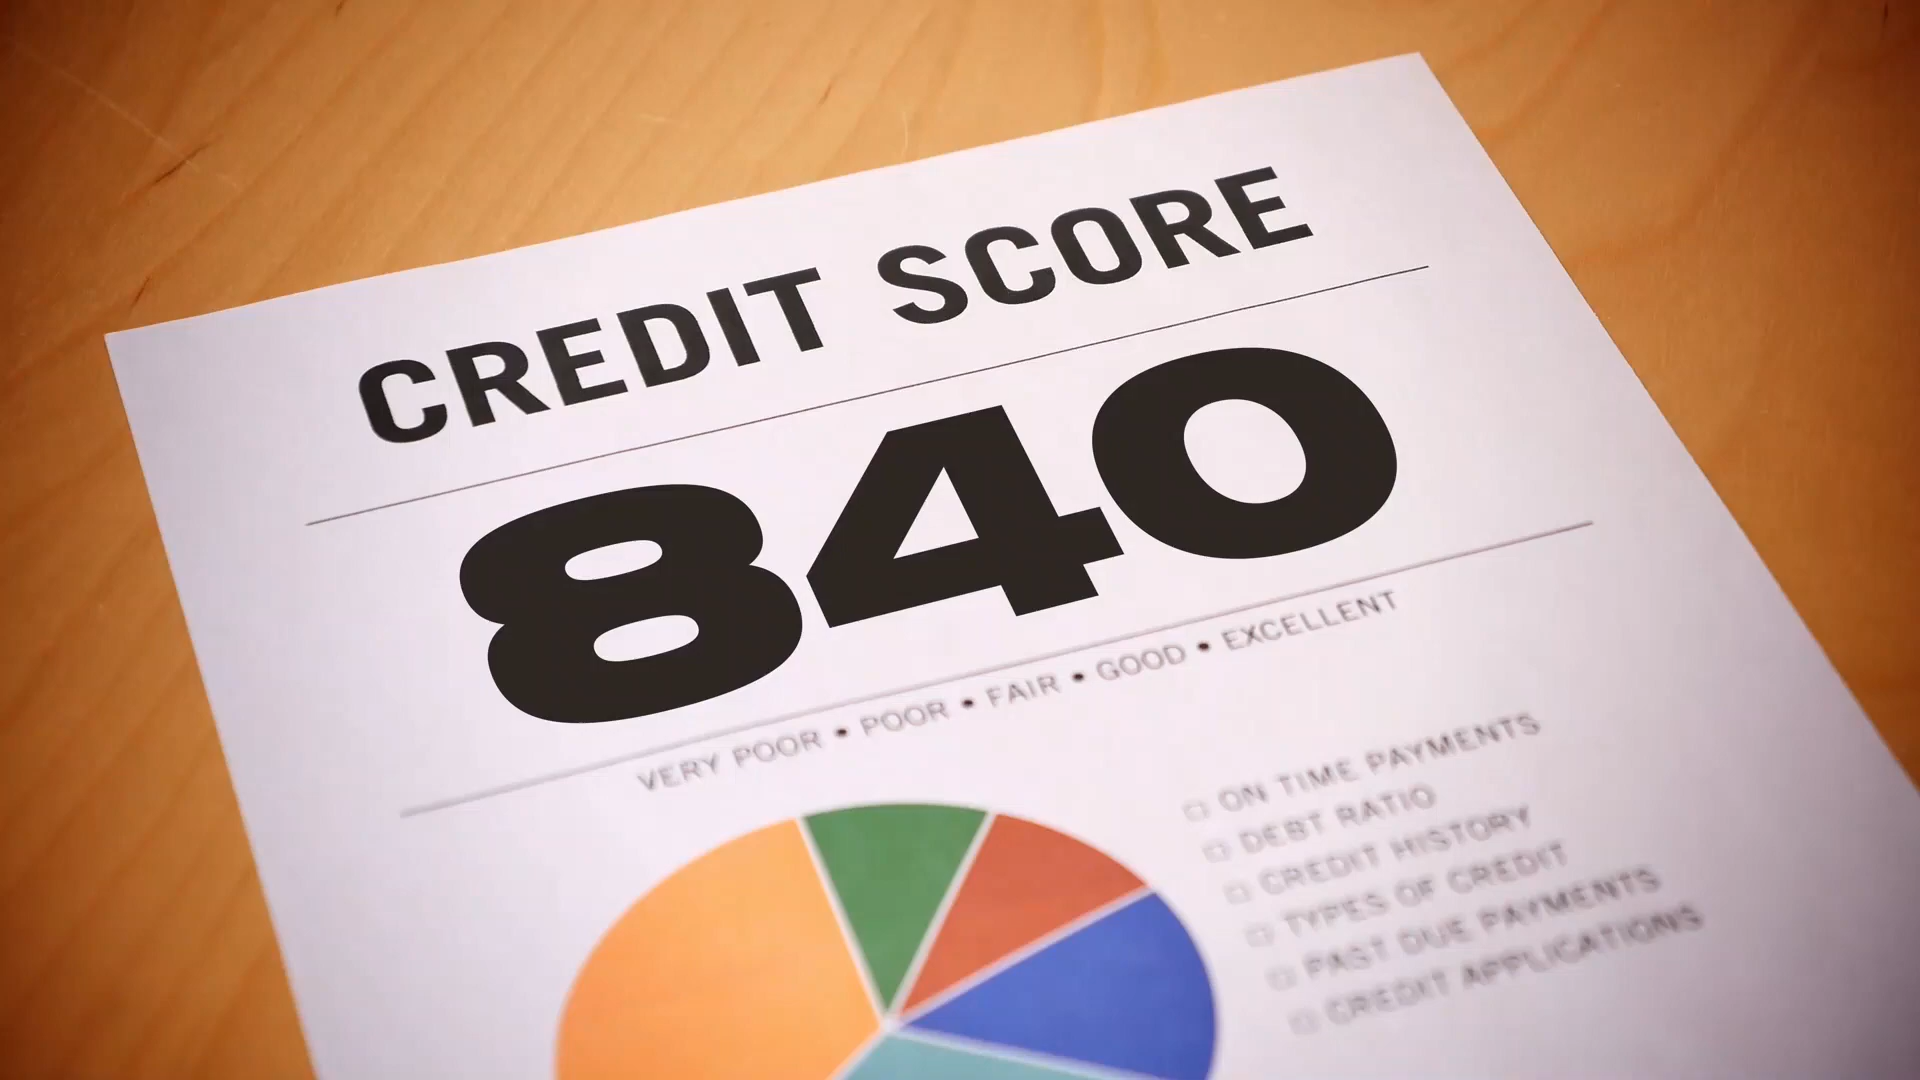 CREDIT SCORE
840
VERY POOR • POOR • FAIR • GOOD • EXCELLENT
ON TIME PAYMENTS
DEBT RATIO
CREDIT HISTORY
TYPES OF CREDIT
PAST DUE PAYMENTS
CREDIT APPLICATIONS